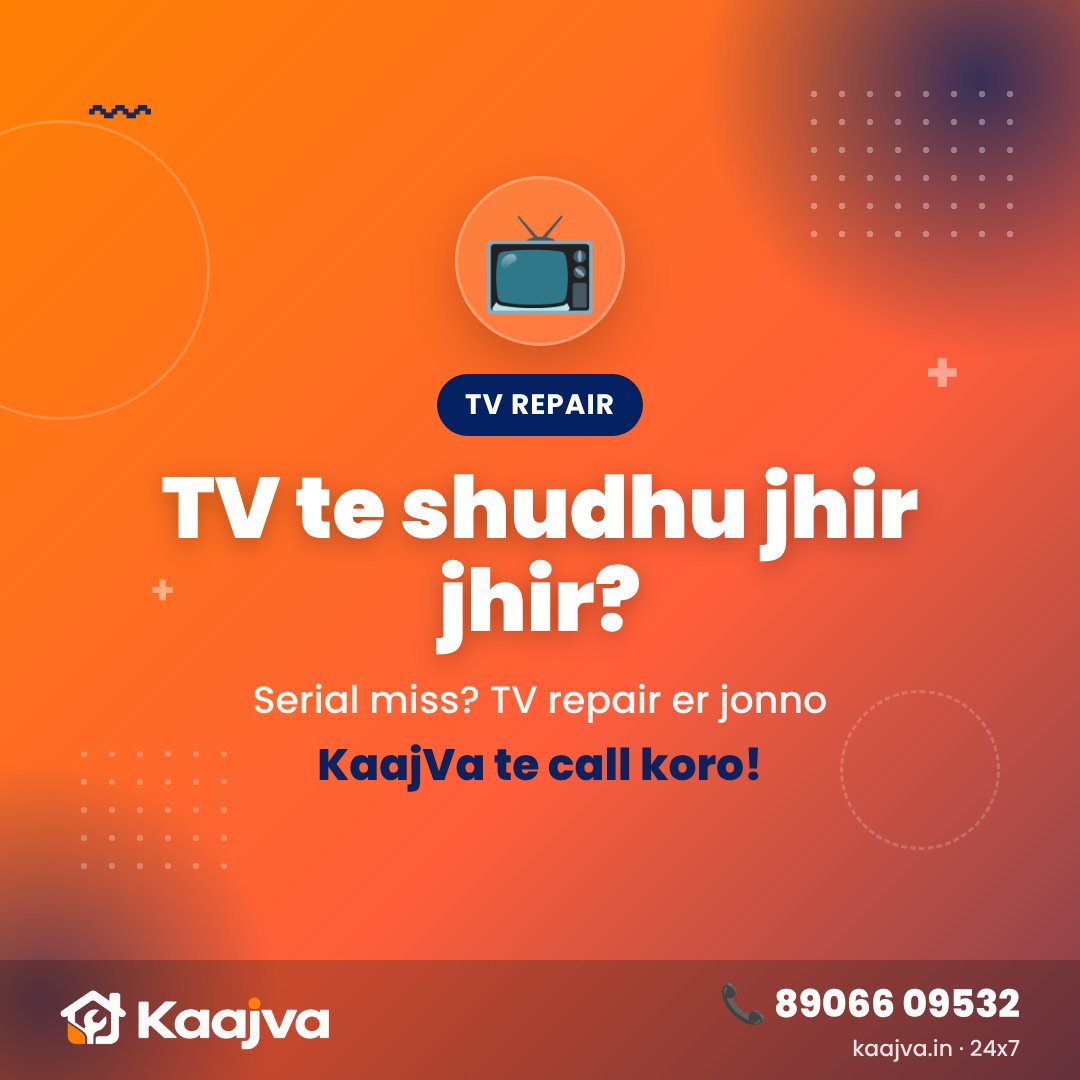 TV REPAIR
TV te shudhu jhir
jhir?
Serial miss? TV repair er jonno
KaajVa te call koro!
Kaajva
89066 09532
kaajva.in · 24x7